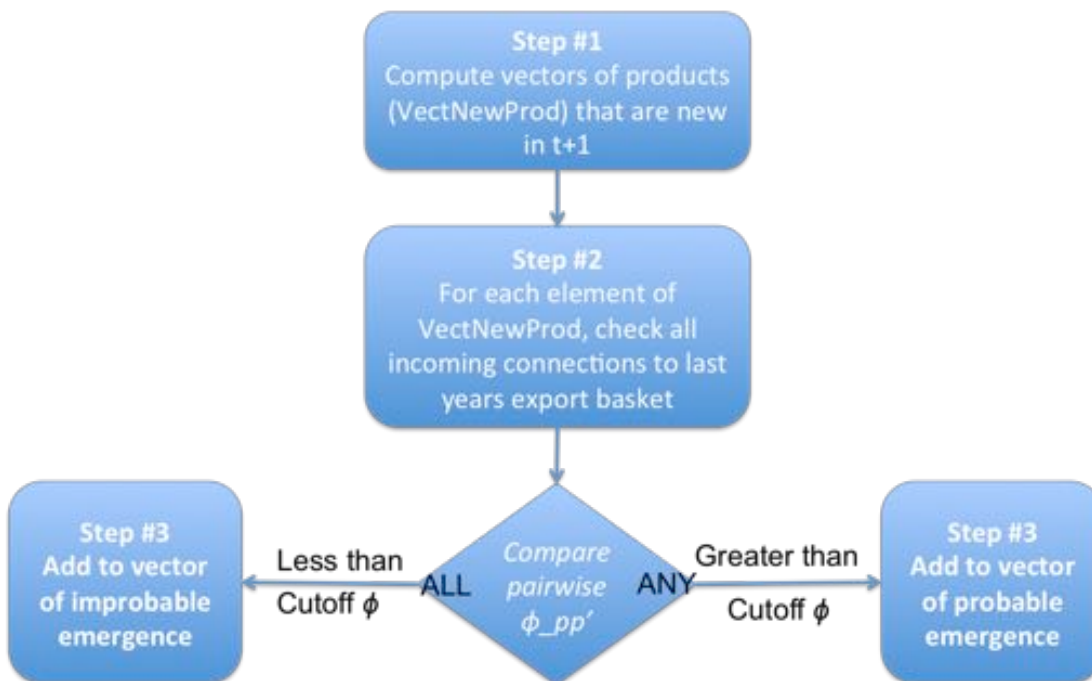 Step #1
Compute vectors of products
(VectNewProd) that are new
in t+1
Step #2
For each element of
VectNewProd, check all
incoming connections to last
years export basket
Step #3
Add to vector
of improbable
emergence
Less than
Cutoff ϕ
ALL
Compare
pairwise
ϕ_pp’
ANY
Greater than
Cutoff ϕ
Step #3
Add to vector
of probable
emergence